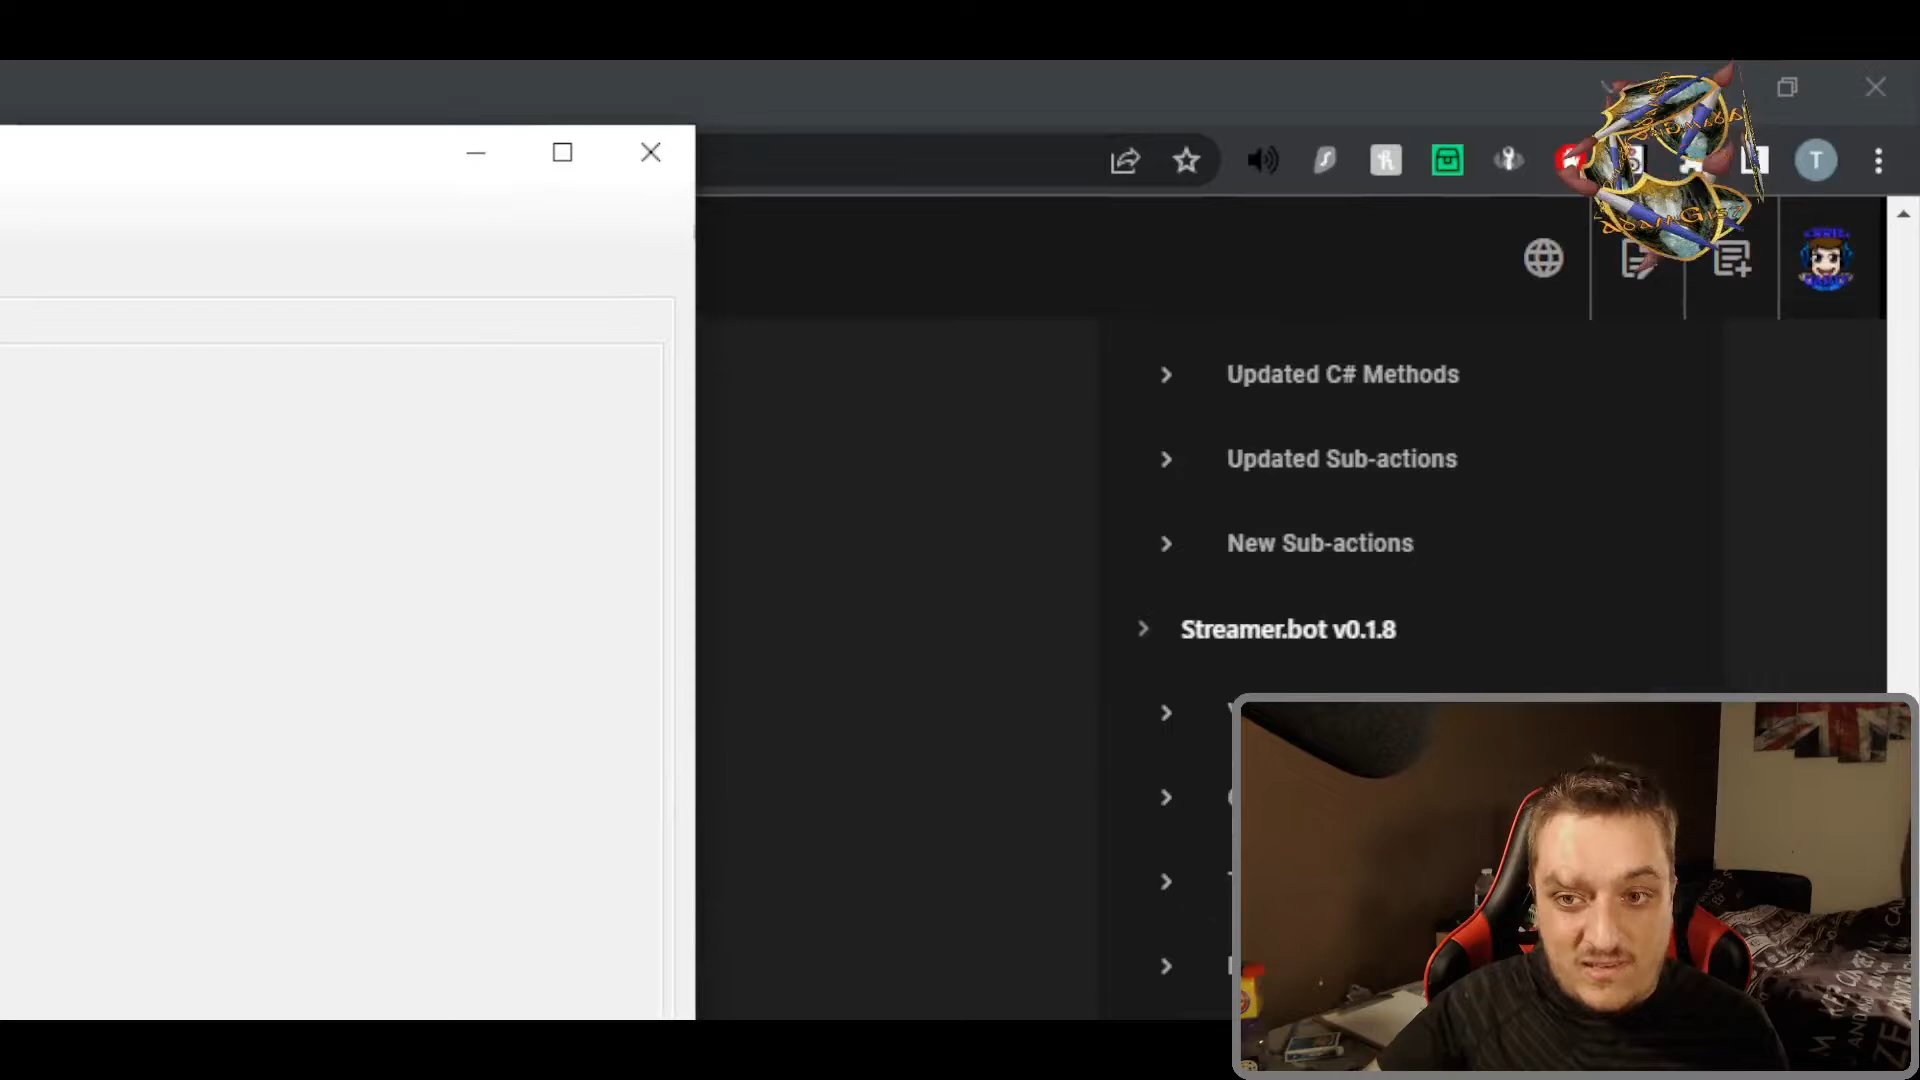 T
Updated C# Methods
Updated Sub-actions
New Sub-actions
Streamer.bot v0.1.8